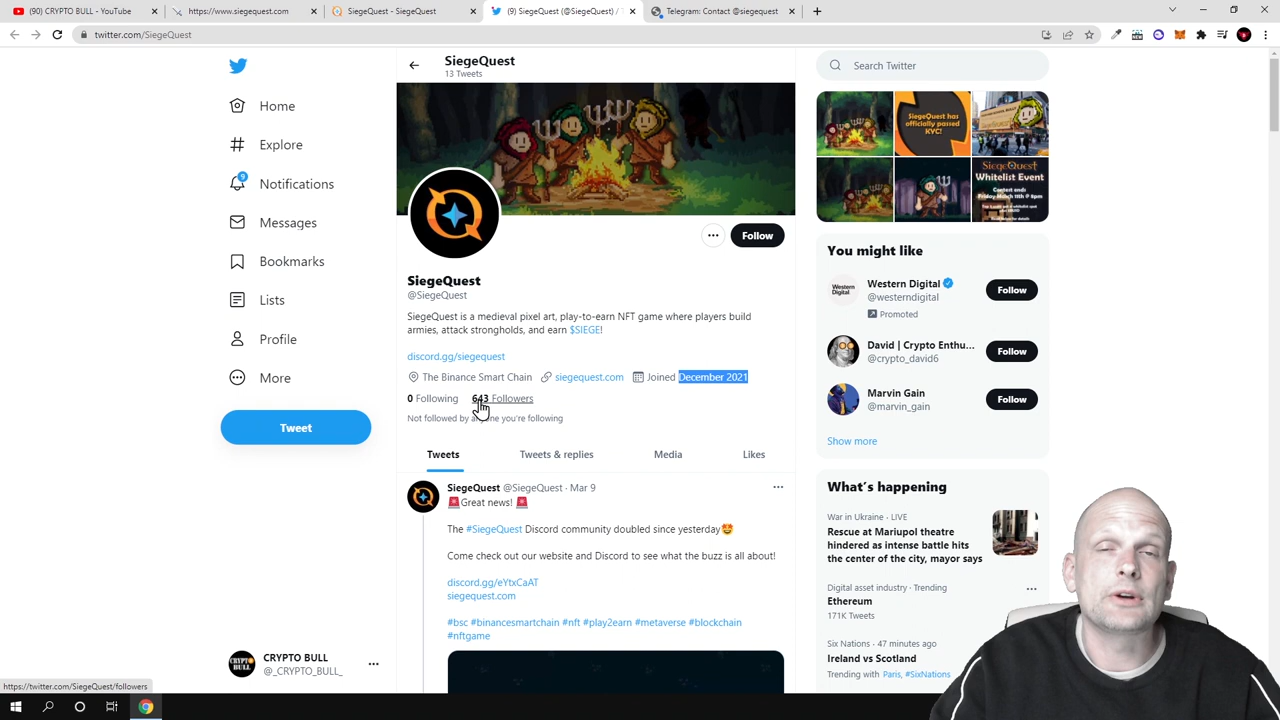 (90) CRYPTO BULL - YouTube
https://www.siegequest.com
SiegeQuest - SiegeQuest
(9) SiegeQuest (@SiegeQuest) /
Telegram: Contact @siegequest
twitter.com/SiegeQuest
SiegeQuest
13 Tweets
Search Twitter
Home
Explore
9
Notifications
Messages
Bookmarks
Lists
Profile
More
Tweet
SiegeQuest has
officially passed
KYC!
SiegeQuest
Whitelist Event
Follow
SiegeQuest
@SiegeQuest
SiegeQuest is a medieval pixel art, play-to-earn NFT game where players build
armies, attack strongholds, and earn $SIEGE!
discord.gg/siegequest
The Binance Smart Chain siegequest.com Joined December 2021
0 Following 643 Followers
Not followed by anyone you're following
Tweets Tweets & replies Media Likes
SiegeQuest @SiegeQuest · Mar 9
🚨Great news! 🚨
The #SiegeQuest Discord community doubled since yesterday🤩
Come check out our website and Discord to see what the buzz is all about!
discord.gg/eYtxCaAT
siegequest.com
#bsc #binancesmartchain #nft #play2earn #metaverse #blockchain
#nftgame
You might like
Western Digital
@westerndigital
Promoted
Follow
David | Crypto Enthu...
@crypto_david6
Follow
Marvin Gain
@marvin_gain
Follow
Show more
What's happening
War in Ukraine · LIVE
Rescue at Mariupol theatre
hindered as intense battle hits
the center of the city, mayor says
Digital asset industry · Trending
Ethereum
171K Tweets
Six Nations · 47 minutes ago
Ireland vs Scotland
Trending with Paris, #SixNations
CRYPTO BULL
@_CRYPTO_BULL_
https://twitter.com/SiegeQuest/followers